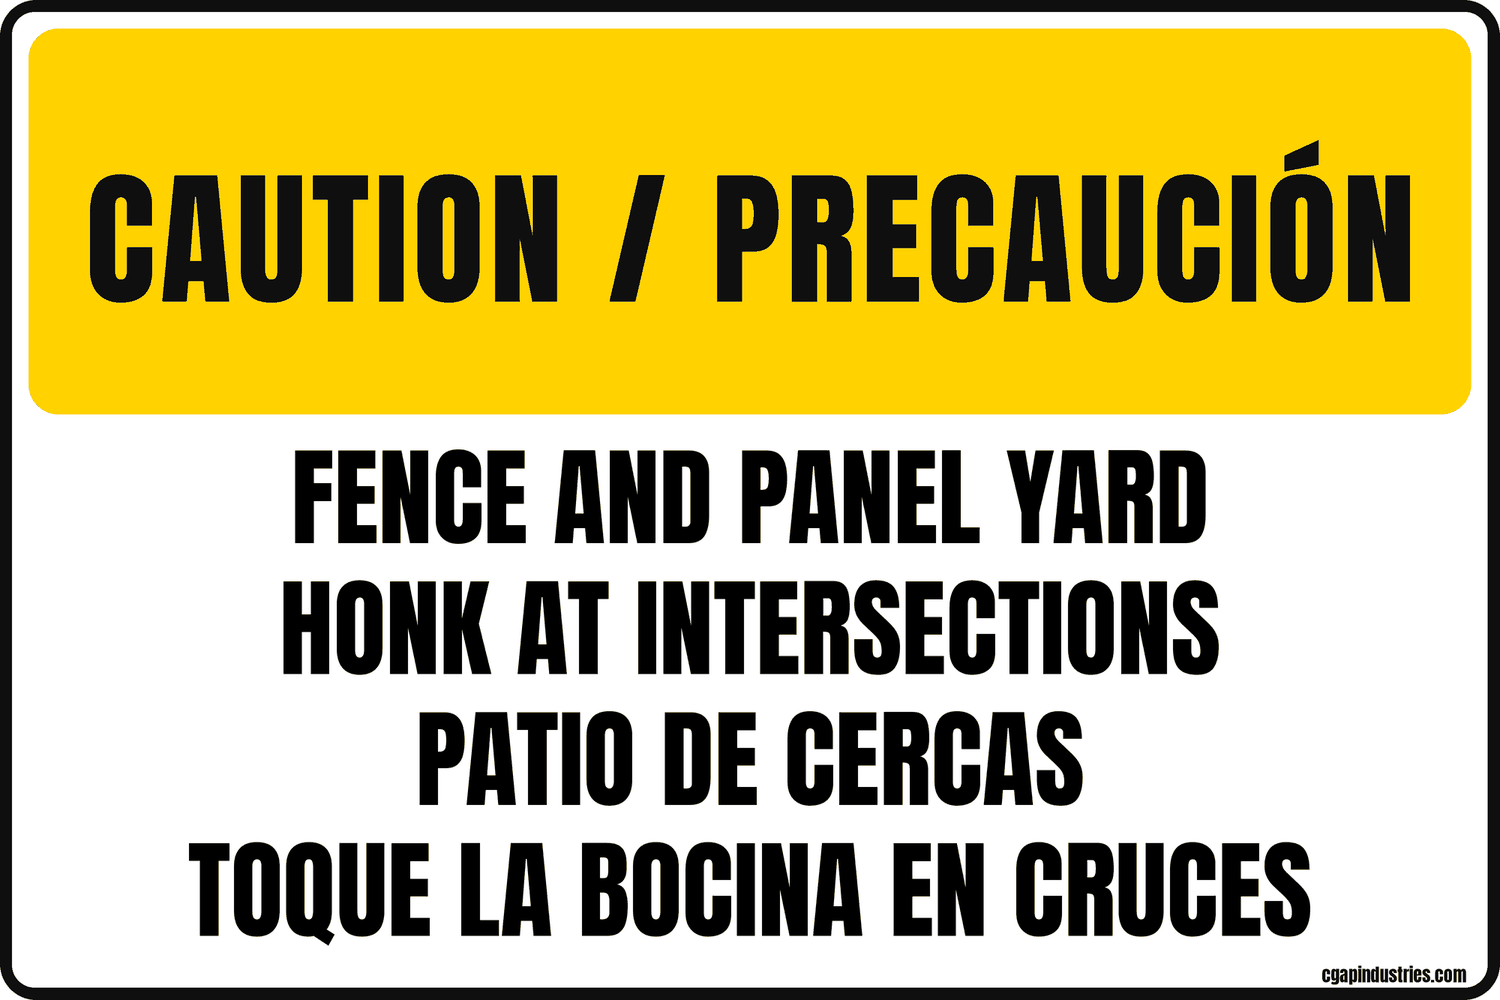 CAUTION / PRECAUCIÓN
FENCE AND PANEL YARD
HONK AT INTERSECTIONS
PATIO DE CERCAS
TOQUE LA BOCINA EN CRUCES
cgapindustries.com